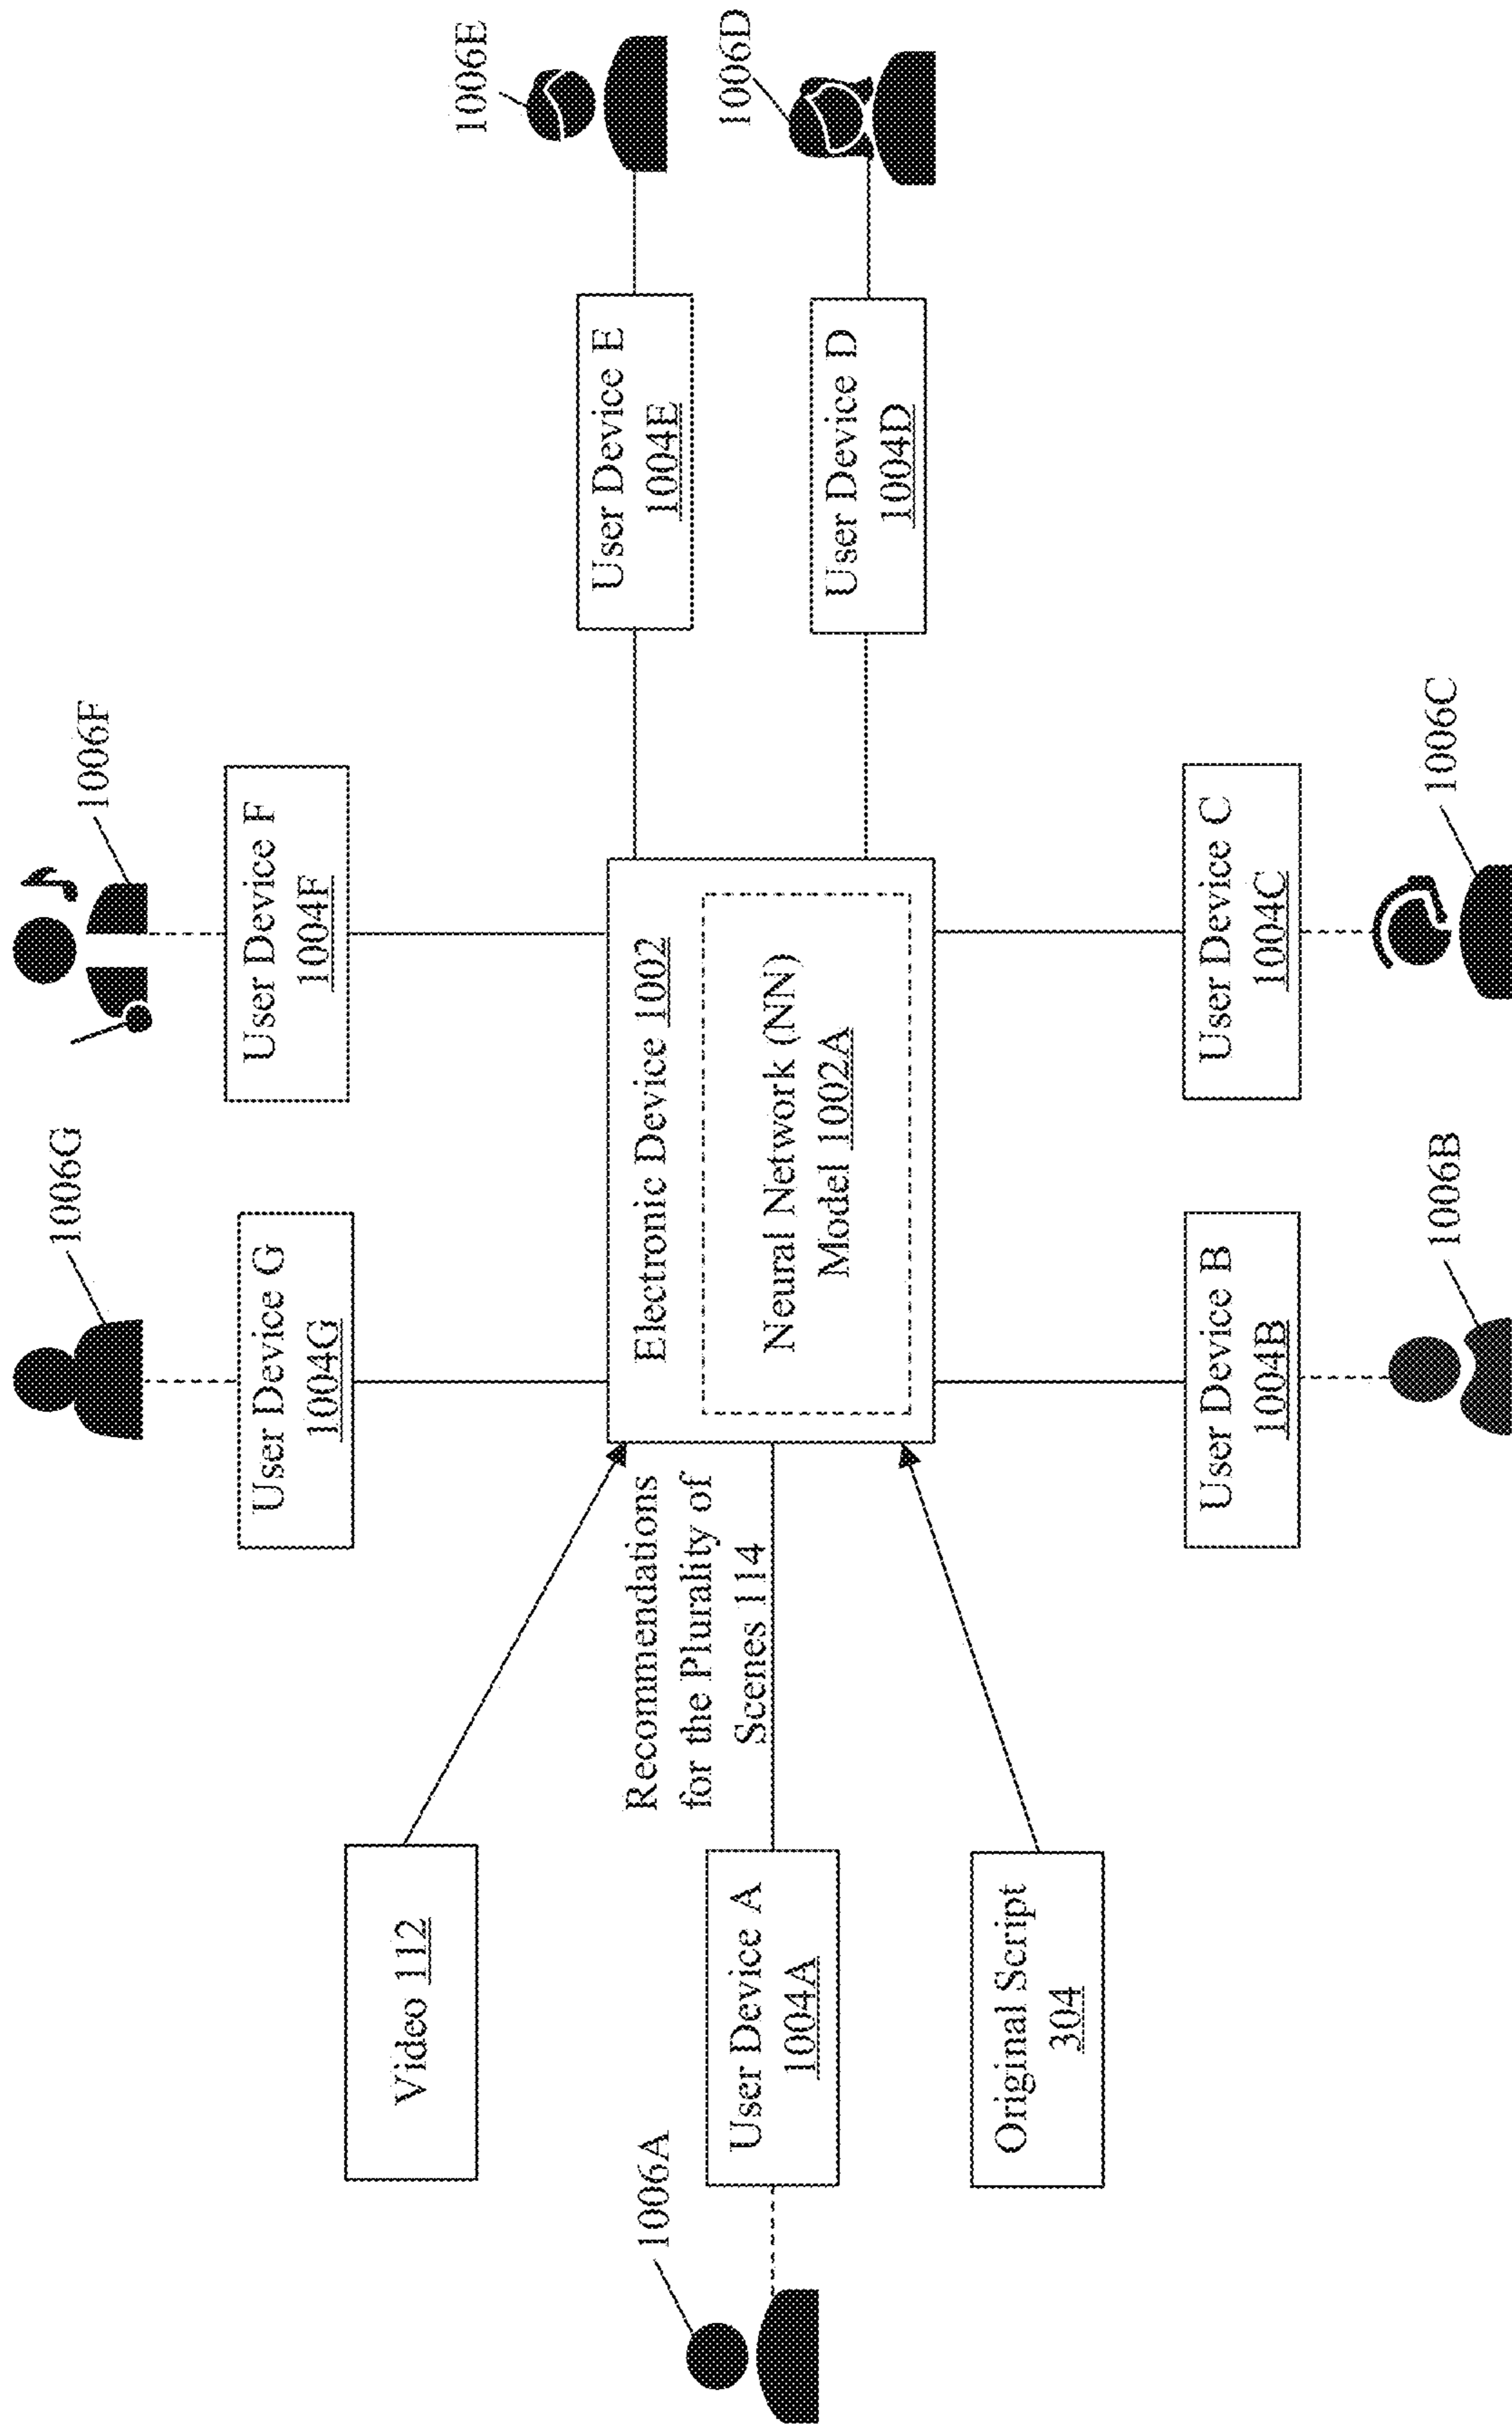 1006G
1006F
User Device G
1004G
User Device F
1004F
1006E
Video 112
User Device E
1004E
1006A
User Device A
1004A
Recommendations
for the Plurality of
Scenes 114
Electronic Device 1002
Neural Network (NN)
Model 1002A
1006D
User Device D
1004D
Original Script
304
User Device B
1004B
User Device C
1004C
1006B
1006C